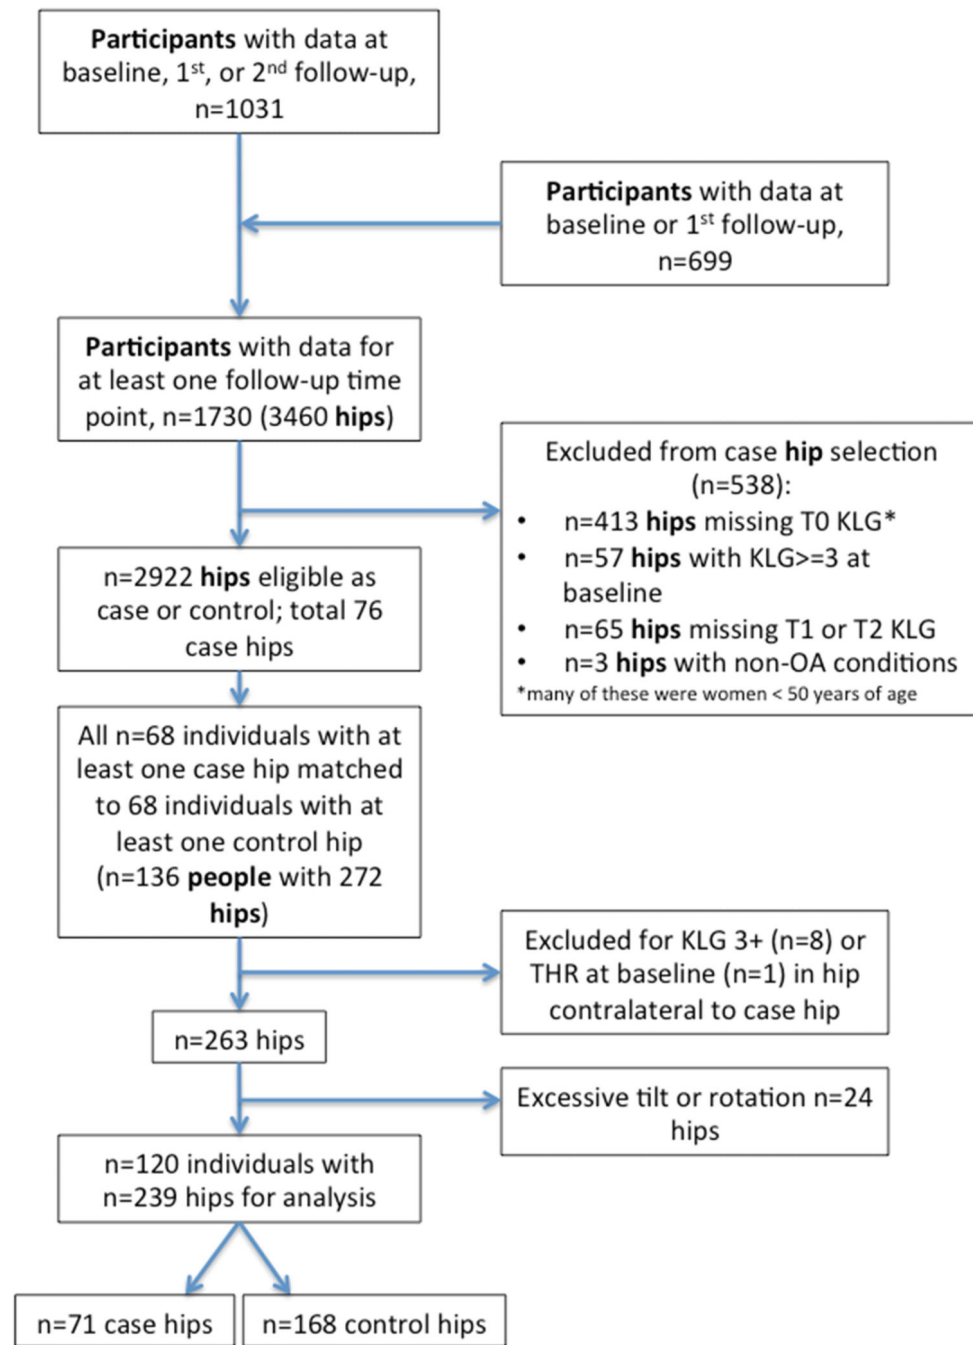 Participants with data at
baseline, 1st, or 2nd follow-up,
n=1031
Participants with data at
baseline or 1st follow-up,
n=699
Participants with data for
at least one follow-up time
point, n=1730 (3460 hips)
Excluded from case hip selection
(n=538):
• n=413 hips missing T0 KLG*
• n=57 hips with KLG>=3 at
baseline
• n=65 hips missing T1 or T2 KLG
• n=3 hips with non-OA conditions
*many of these were women < 50 years of age
n=2922 hips eligible as
case or control; total 76
case hips
All n=68 individuals with at
least one case hip matched
to 68 individuals with at
least one control hip
(n=136 people with 272
hips)
Excluded for KLG 3+ (n=8) or
THR at baseline (n=1) in hip
contralateral to case hip
n=263 hips
Excessive tilt or rotation n=24
hips
n=120 individuals with
n=239 hips for analysis
n=71 case hips
n=168 control hips